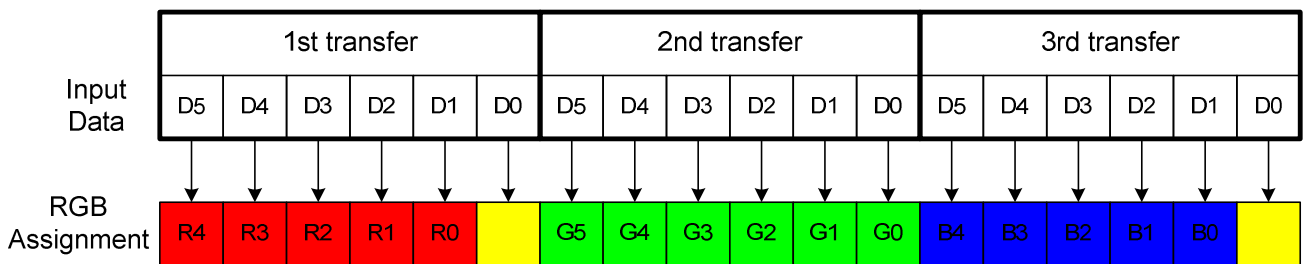 1st transfer 2nd transfer 3rd transfer
Input
Data
D5 D4 D3 D2 D1 D0 D5 D4 D3 D2 D1 D0 D5 D4 D3 D2 D1 D0
RGB
Assignment
R4 R3 R2 R1 R0 G5 G4 G3 G2 G1 G0 B4 B3 B2 B1 B0